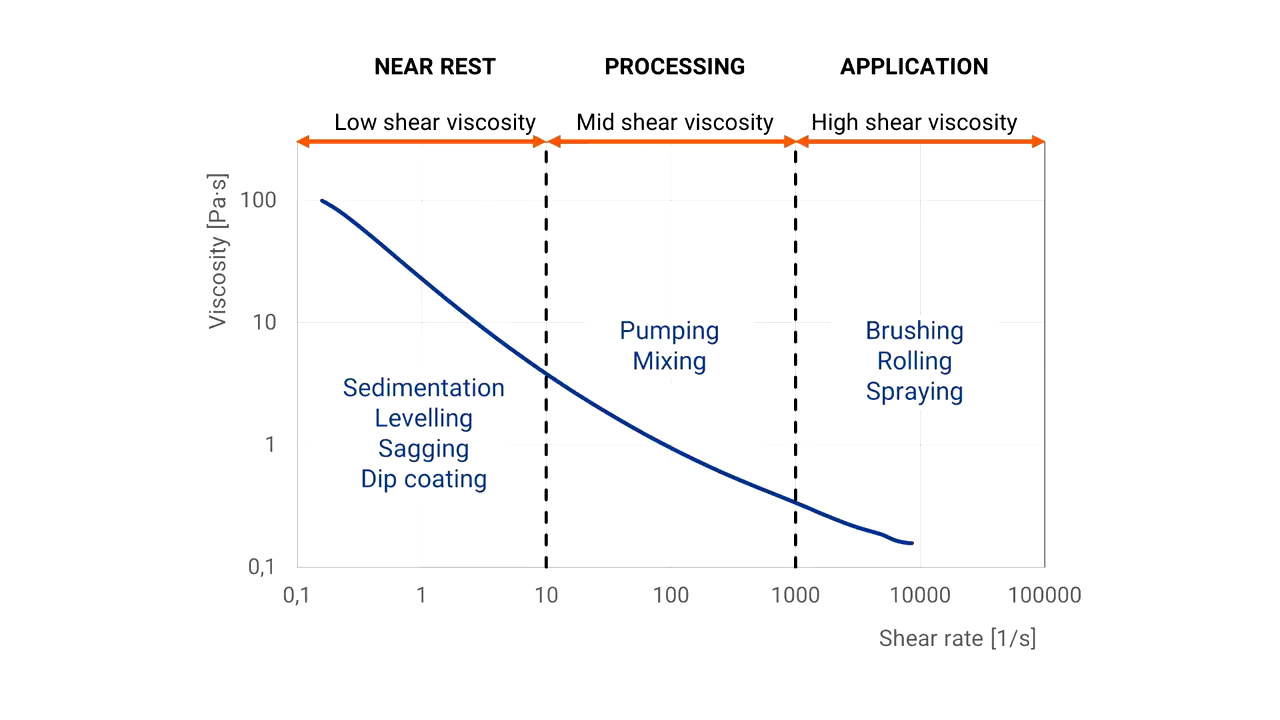 NEAR REST
PROCESSING
APPLICATION
Low shear viscosity
Mid shear viscosity
High shear viscosity
Viscosity [Pa·s]
100
10
1
0,1
Pumping
Mixing
Brushing
Rolling
Spraying
Sedimentation
Levelling
Sagging
Dip coating
0,1
1
10
100
1000
10000
100000
Shear rate [1/s]